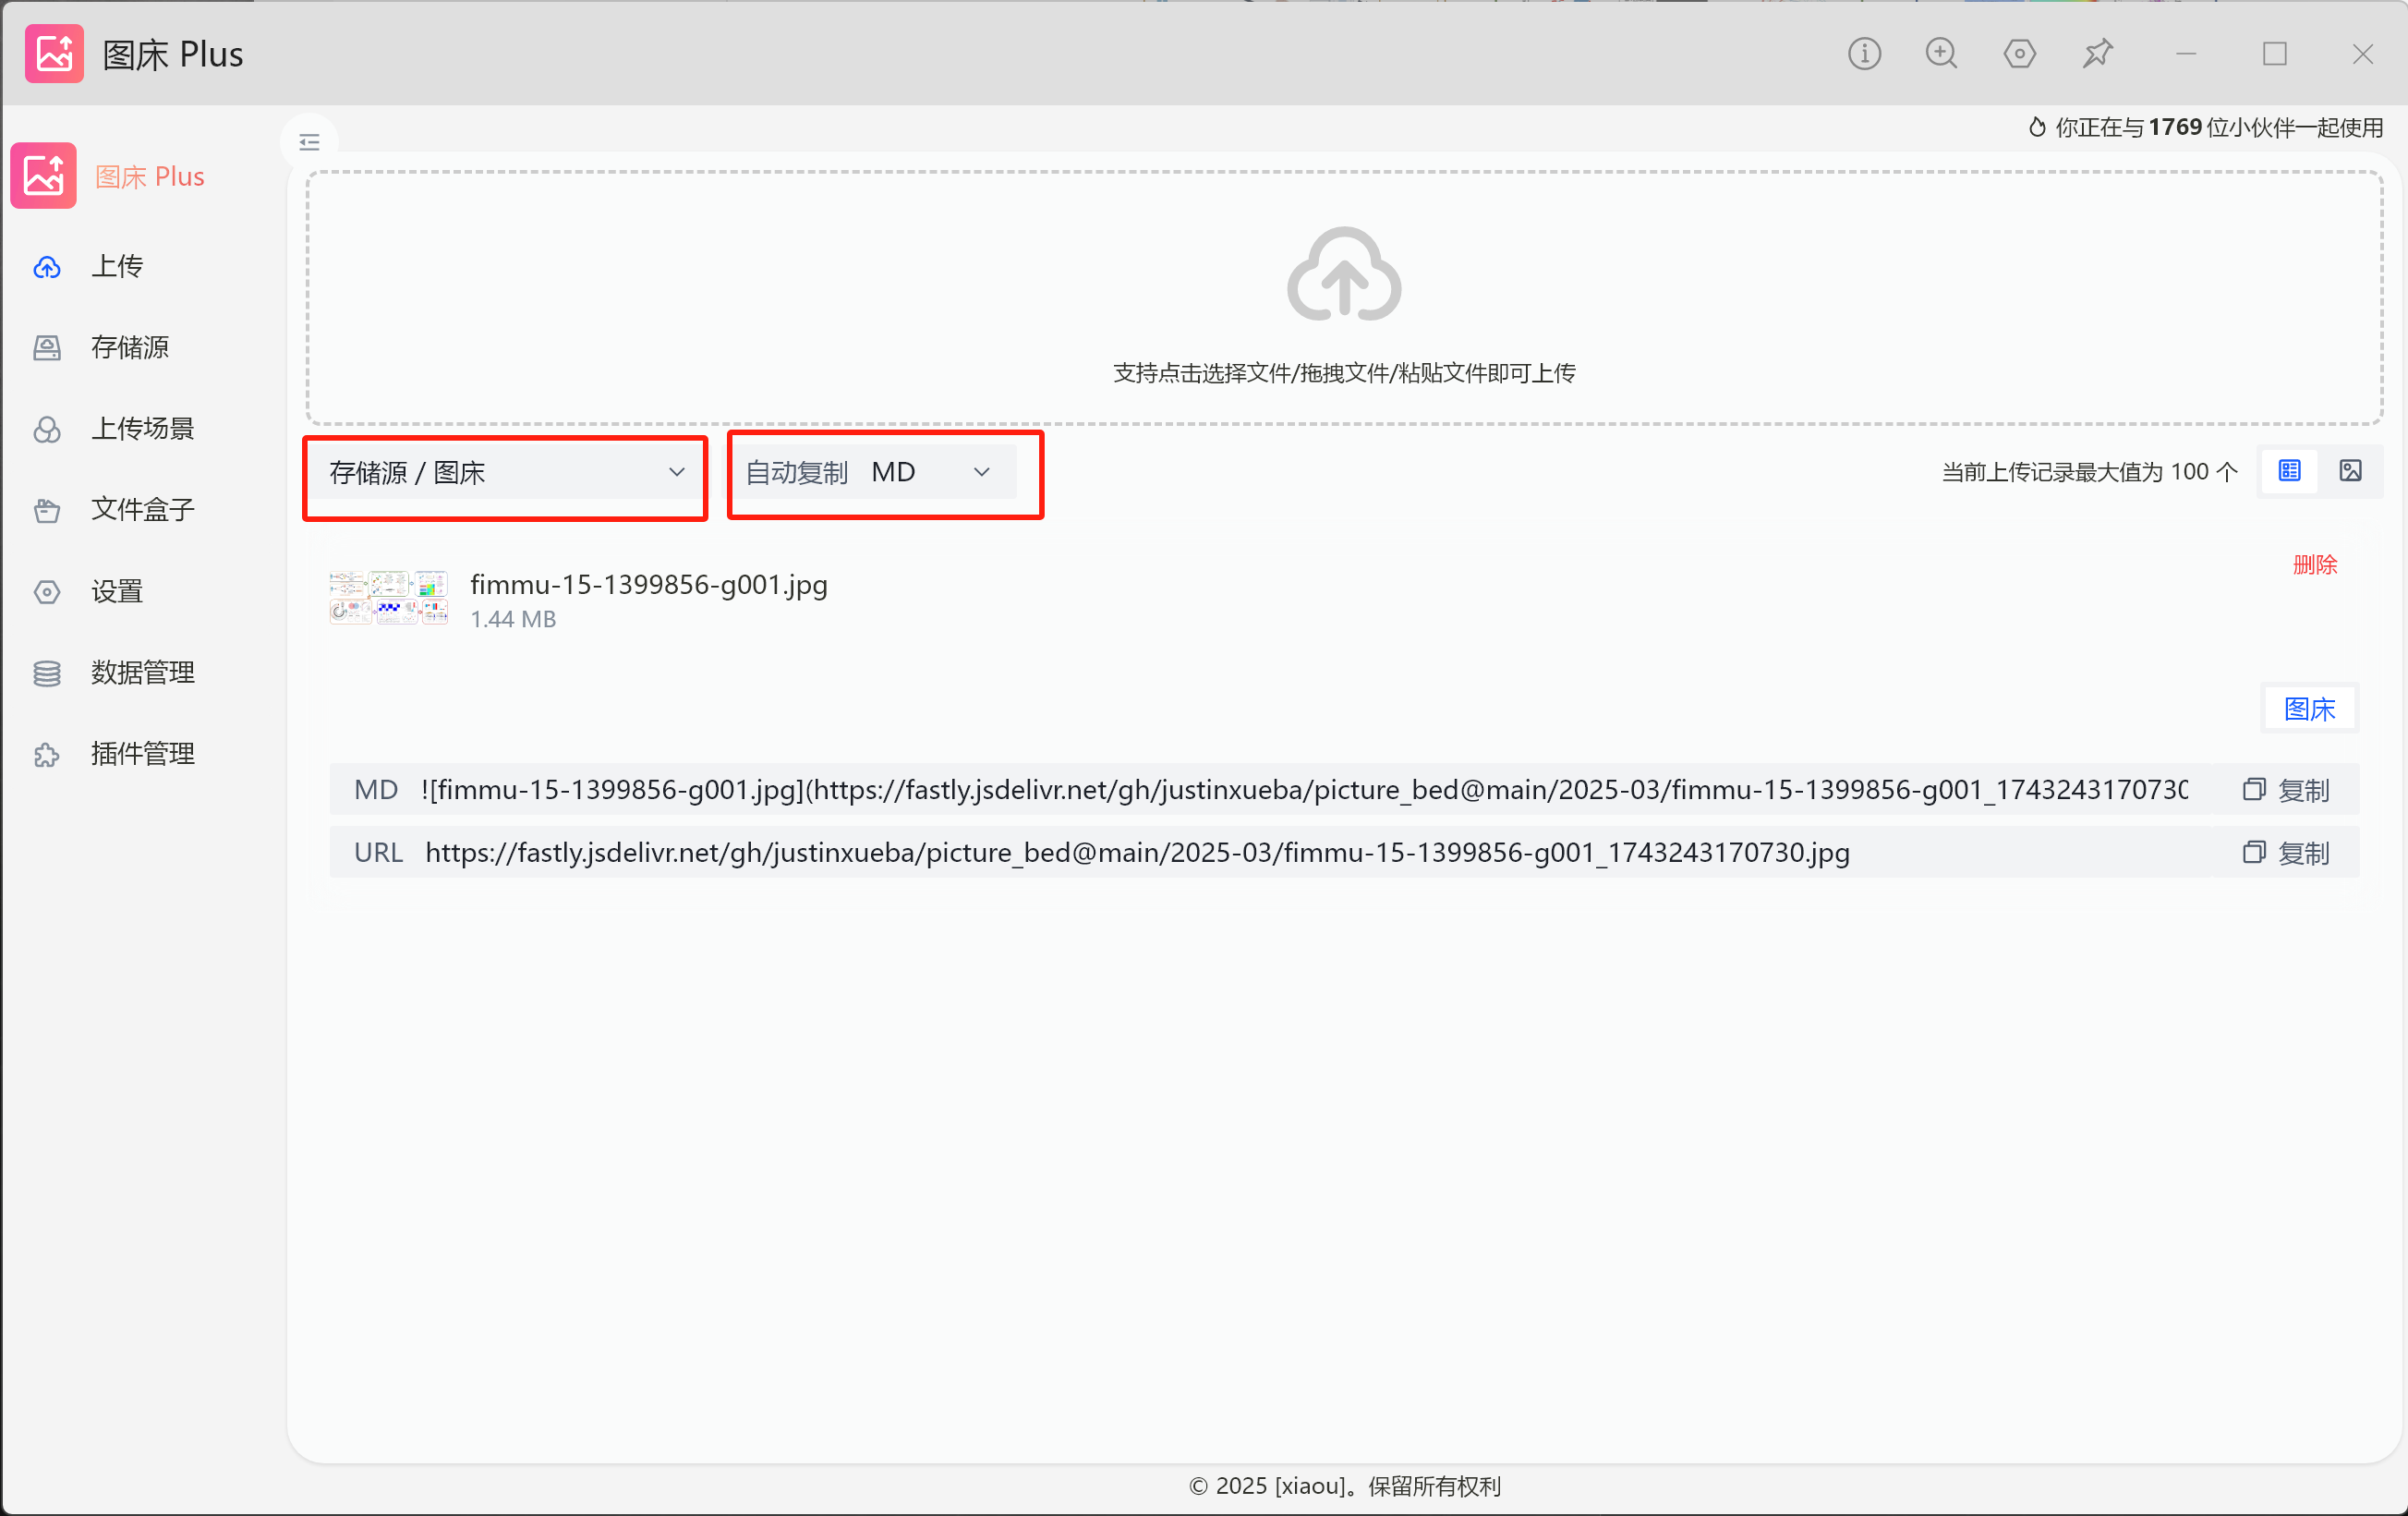 图床 Plus
你正在与 1769 位小伙伴一起使用
图床 Plus
上传
存储源
上传场景
文件盒子
设置
数据管理
插件管理
支持点击选择文件/拖拽文件/粘贴文件即可上传
存储源 / 图床
自动复制 MD
当前上传记录最大值为 100 个
fimmu-15-1399856-g001.jpg
1.44 MB
删除
图床
MD ![fimmu-15-1399856-g001.jpg](https://fastly.jsdelivr.net/gh/justinxueba/picture_bed@main/2025-03/fimmu-15-1399856-g001_1743243170730 复制
URL https://fastly.jsdelivr.net/gh/justinxueba/picture_bed@main/2025-03/fimmu-15-1399856-g001_1743243170730.jpg 复制
© 2025 [xiaou]。保留所有权利